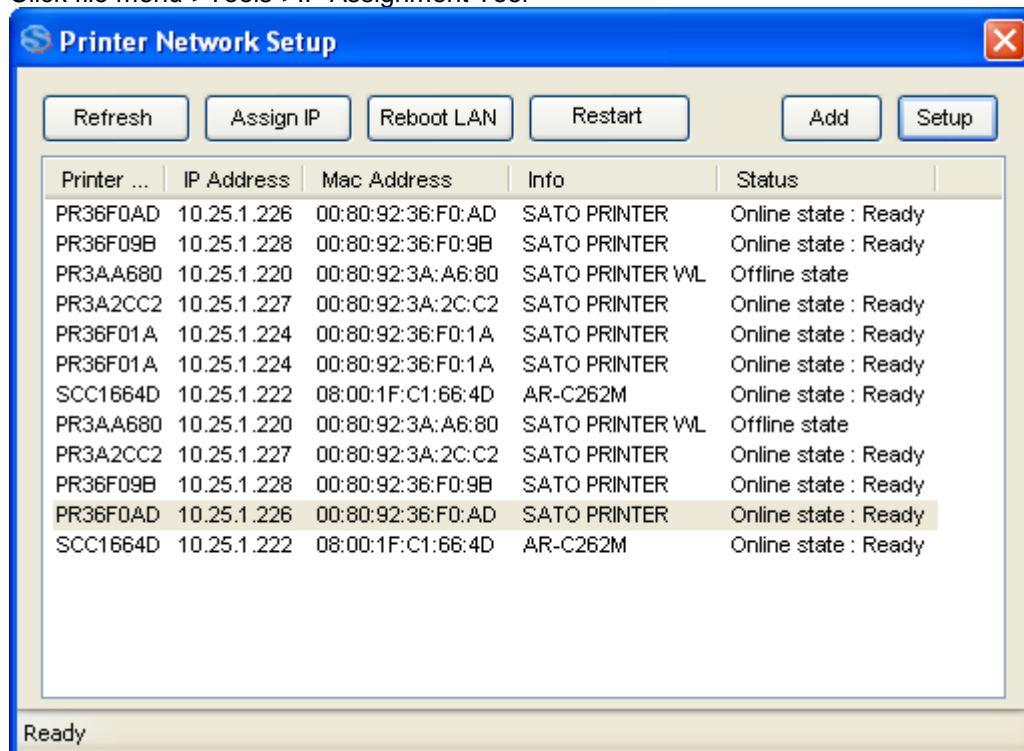 Click file menu > Tools > IP Assignment Tool
Printer Network Setup
Refresh Assign IP Reboot LAN Restart Add Setup
Printer ... IP Address Mac Address Info Status
PR36F0AD 10.25.1.226 00:80:92:36:F0:AD SATO PRINTER Online state : Ready
PR36F09B 10.25.1.228 00:80:92:36:F0:9B SATO PRINTER Online state : Ready
PR3AA680 10.25.1.220 00:80:92:3A:A6:80 SATO PRINTER WL Offline state
PR3A2CC2 10.25.1.227 00:80:92:3A:2C:C2 SATO PRINTER Online state : Ready
PR36F01A 10.25.1.224 00:80:92:36:F0:1A SATO PRINTER Online state : Ready
PR36F01A 10.25.1.224 00:80:92:36:F0:1A SATO PRINTER Online state : Ready
SCC1664D 10.25.1.222 08:00:1F:C1:66:4D AR-C262M Online state : Ready
PR3AA680 10.25.1.220 00:80:92:3A:A6:80 SATO PRINTER WL Offline state
PR3A2CC2 10.25.1.227 00:80:92:3A:2C:C2 SATO PRINTER Online state : Ready
PR36F09B 10.25.1.228 00:80:92:36:F0:9B SATO PRINTER Online state : Ready
PR36F0AD 10.25.1.226 00:80:92:36:F0:AD SATO PRINTER Online state : Ready
SCC1664D 10.25.1.222 08:00:1F:C1:66:4D AR-C262M Online state : Ready
Ready